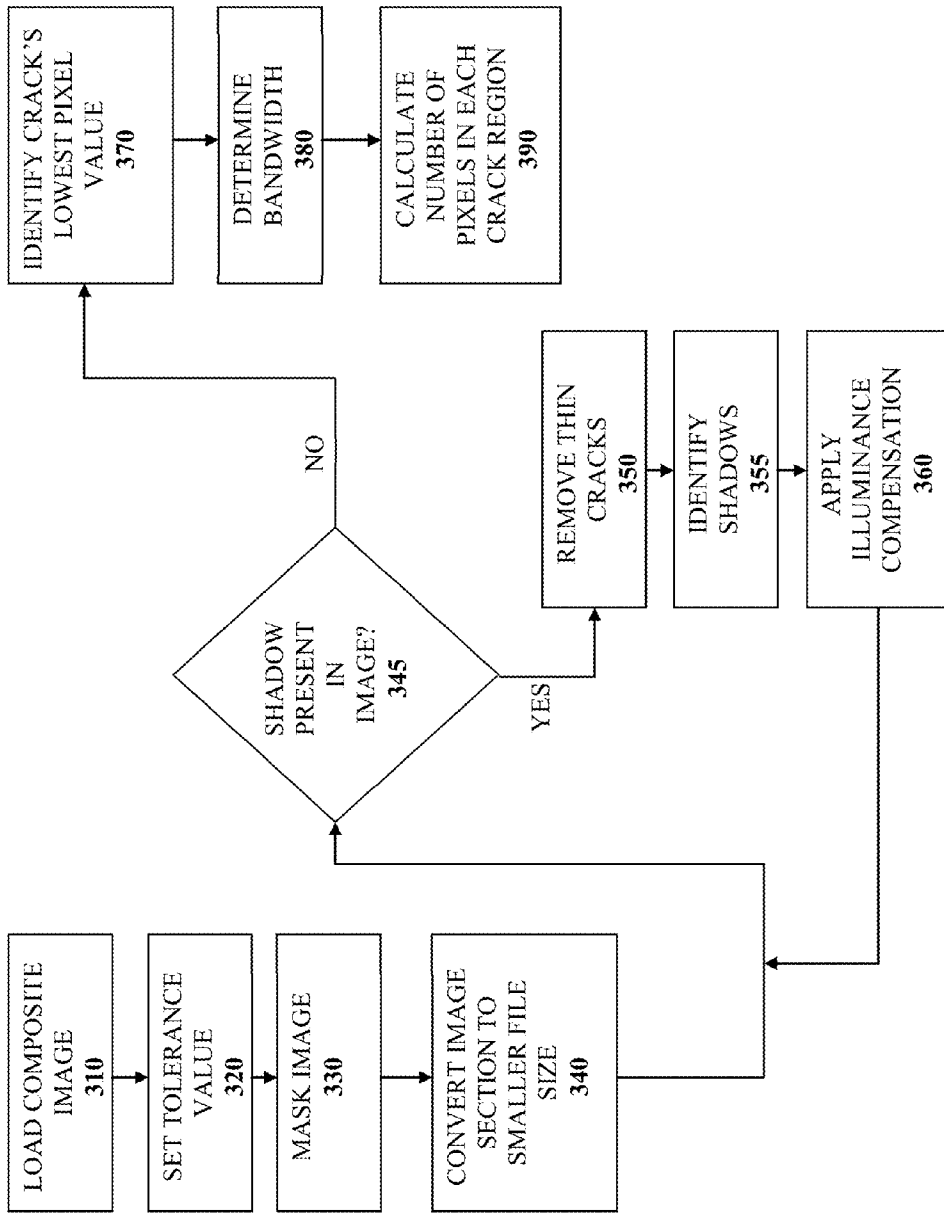 LOAD COMPOSITE
IMAGE
310
SET TOLERANCE
VALUE
320
MASK IMAGE
330
CONVERT IMAGE
SECTION TO
SMALLER FILE
SIZE
340
SHADOW
PRESENT
IN
IMAGE?
345
YES
NO
REMOVE THIN
CRACKS
350
IDENTIFY
SHADOWS
355
APPLY
ILLUMINANCE
COMPENSATION
360
IDENTIFY CRACK'S
LOWEST PIXEL
VALUE
370
DETERMINE
BANDWIDTH
380
CALCULATE
NUMBER OF
PIXELS IN EACH
CRACK REGION
390